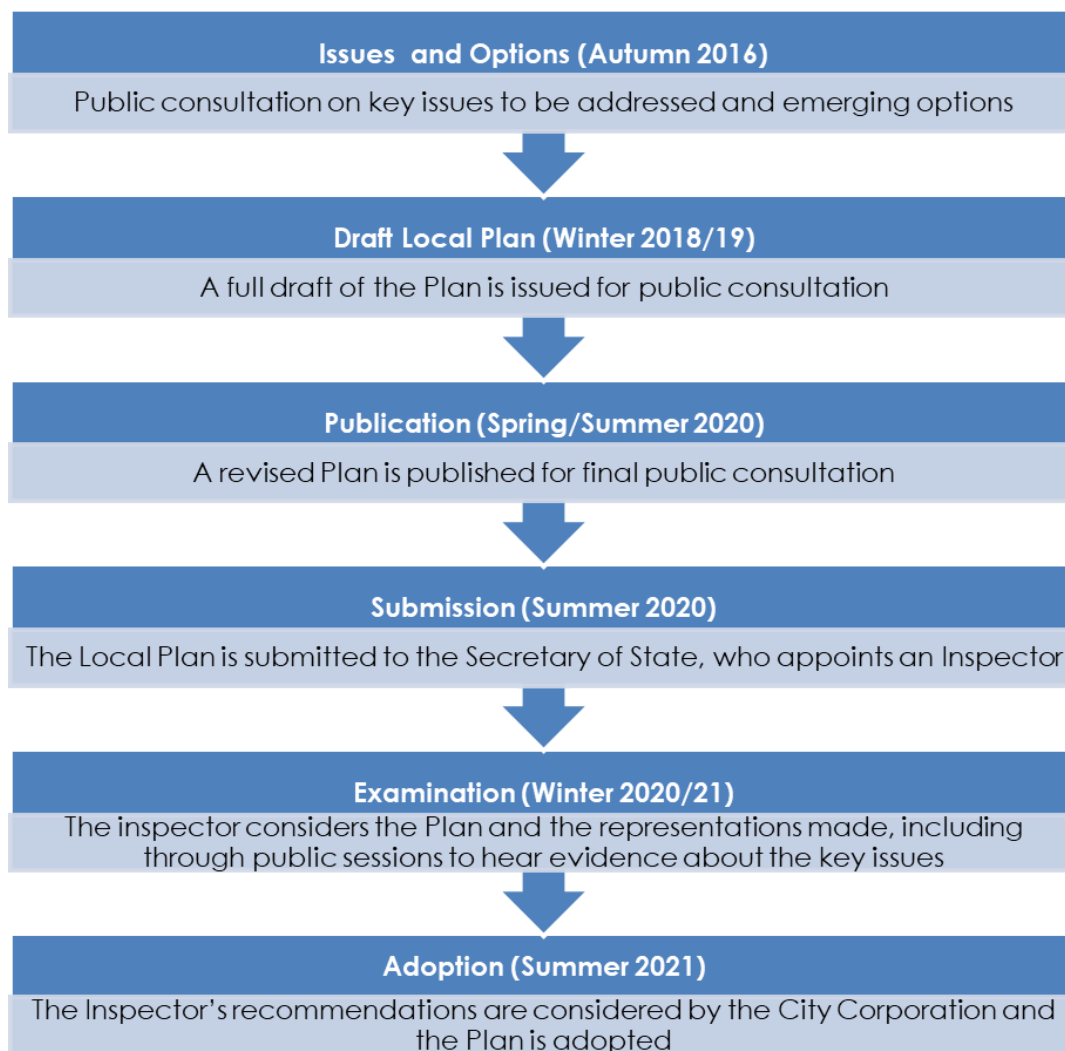 Issues and Options (Autumn 2016)
Public consultation on key issues to be addressed and emerging options
Draft Local Plan (Winter 2018/19)
A full draft of the Plan is issued for public consultation
Publication (Spring/Summer 2020)
A revised Plan is published for final public consultation
Submission (Summer 2020)
The Local Plan is submitted to the Secretary of State, who appoints an Inspector
Examination (Winter 2020/21)
The inspector considers the Plan and the representations made, including
through public sessions to hear evidence about the key issues
Adoption (Summer 2021)
The Inspector's recommendations are considered by the City Corporation and
the Plan is adopted